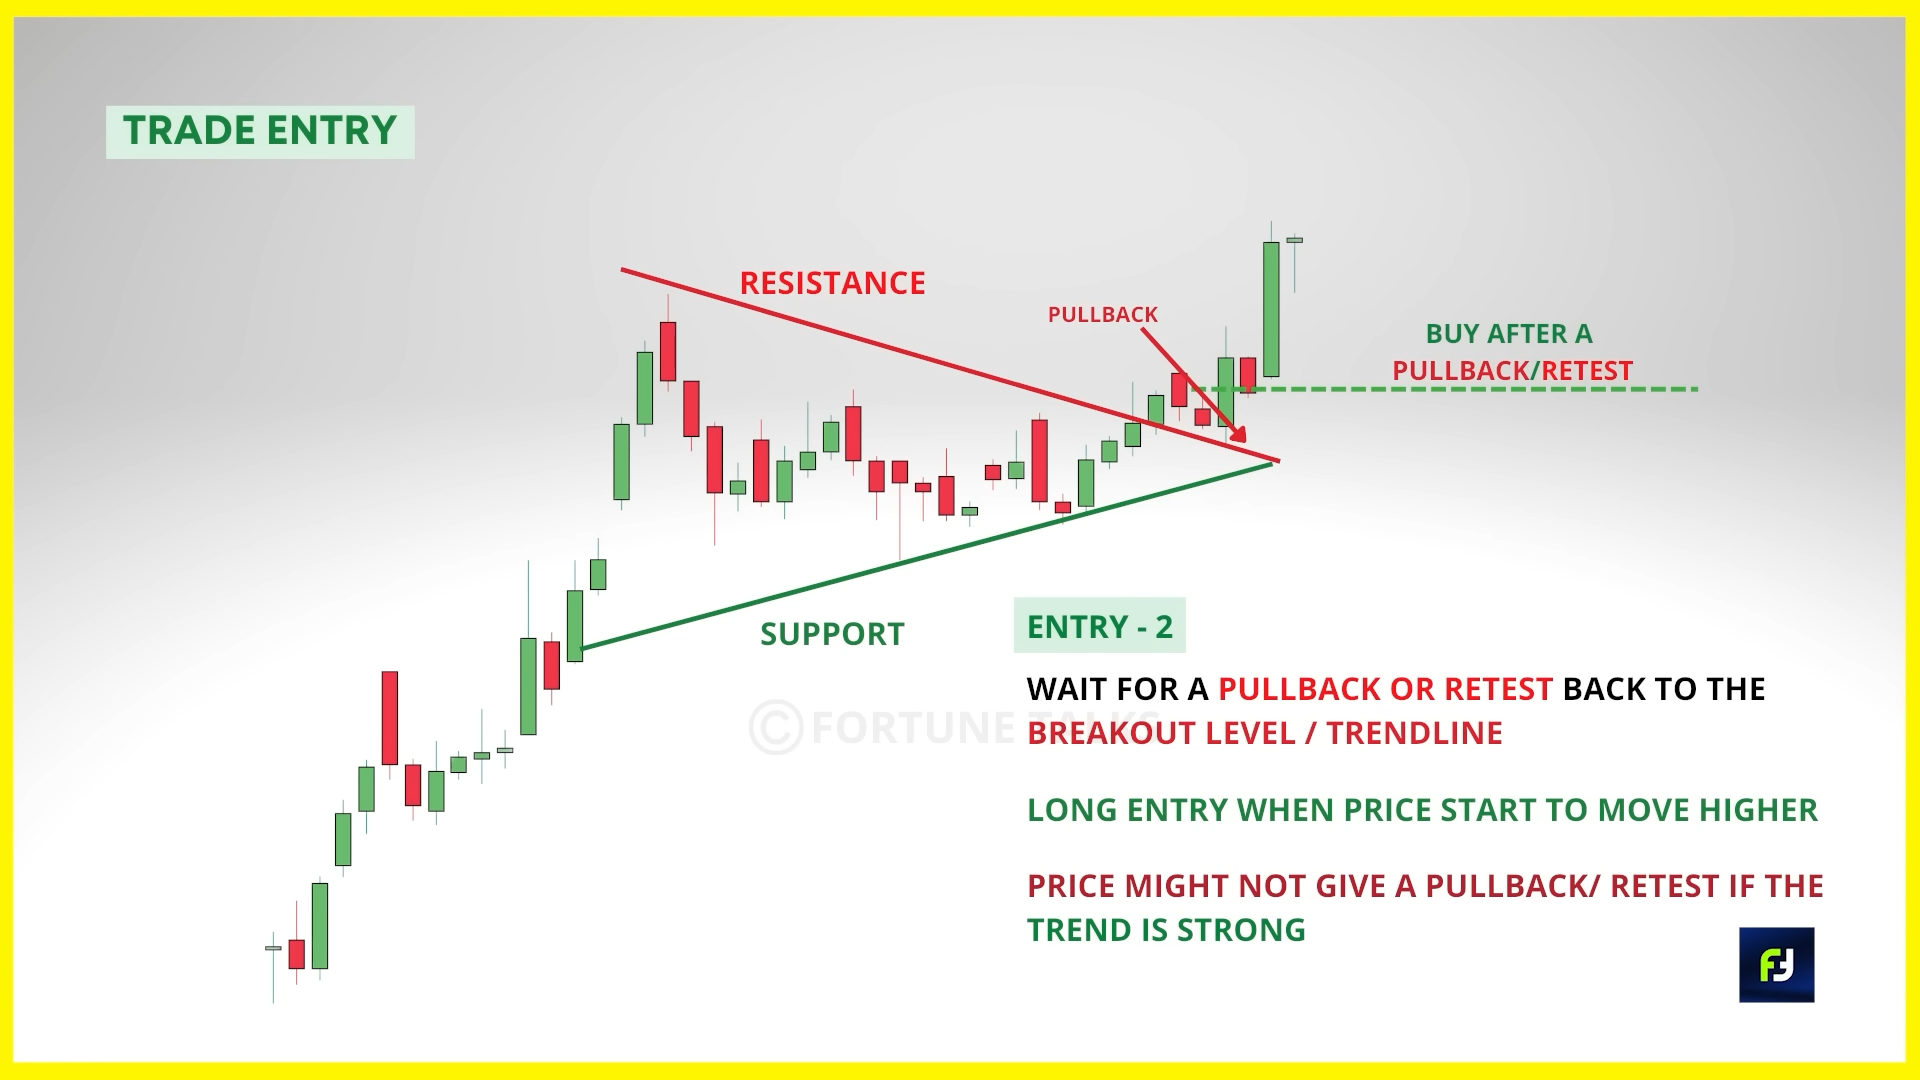 TRADE ENTRY
RESISTANCE
PULLBACK
BUY AFTER A
PULLBACK/RETEST
SUPPORT
ENTRY - 2
WAIT FOR A PULLBACK OR RETEST BACK TO THE
BREAKOUT LEVEL / TRENDLINE
© FORTUNE TALKS
LONG ENTRY WHEN PRICE START TO MOVE HIGHER
PRICE MIGHT NOT GIVE A PULLBACK/ RETEST IF THE
TREND IS STRONG